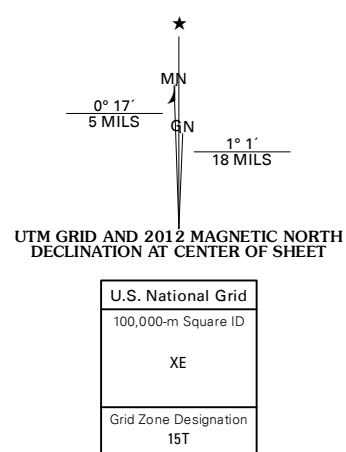 ★
MN
0° 17´
5 MILS
GN
1° 1´
18 MILS
UTM GRID AND 2012 MAGNETIC NORTH
DECLINATION AT CENTER OF SHEET
U.S. National Grid
100,000-m Square ID
XE
Grid Zone Designation
15T